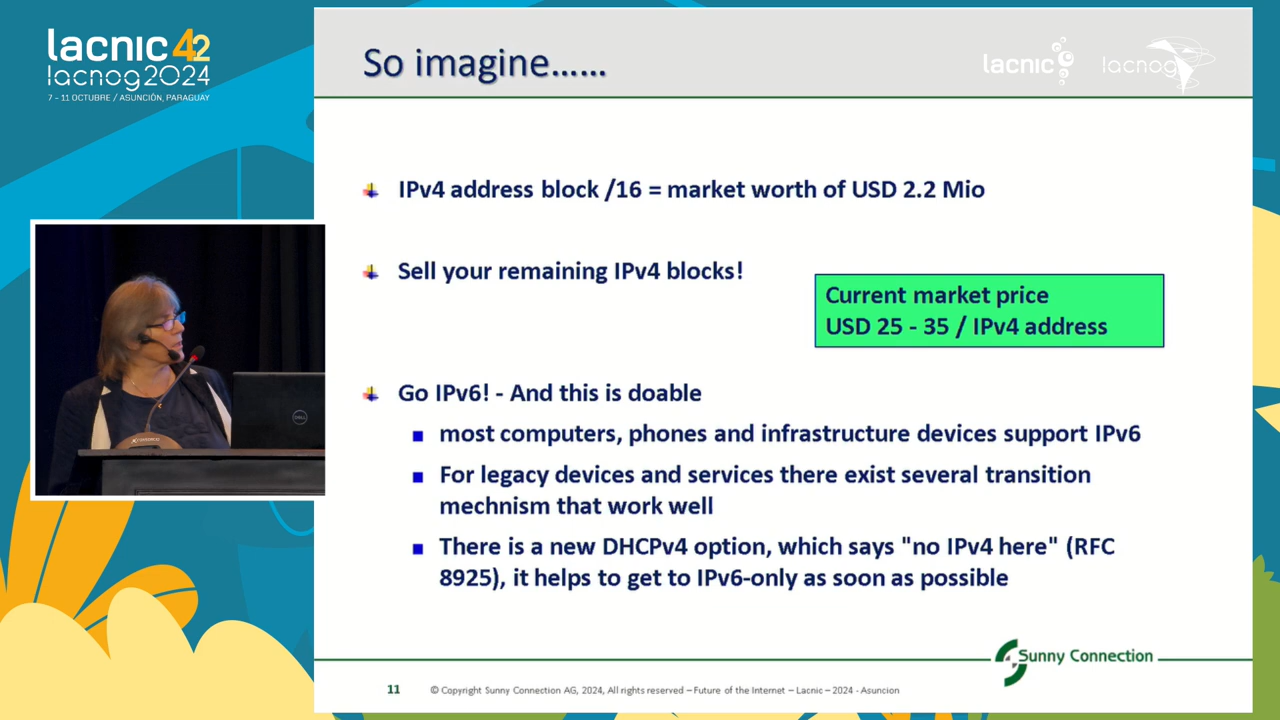 lacnic 42
lacnog 2024
7 - 11 OCTUBRE / ASUNCIÓN, PARAGUAY
So imagine……
lacnic
lacnog
IPv4 address block /16 = market worth of USD 2.2 Mio
Sell your remaining IPv4 blocks!
Current market price
USD 25 - 35 / IPv4 address
Go IPv6! - And this is doable
most computers, phones and infrastructure devices support IPv6
For legacy devices and services there exist several transition
mechnism that work well
There is a new DHCPv4 option, which says "no IPv4 here" (RFC
8925), it helps to get to IPv6-only as soon as possible
Sunny Connection
11
© Copyright Sunny Connection AG, 2024, All rights reserved – Future of the Internet – Lacnic – 2024 - Asuncion
DELL